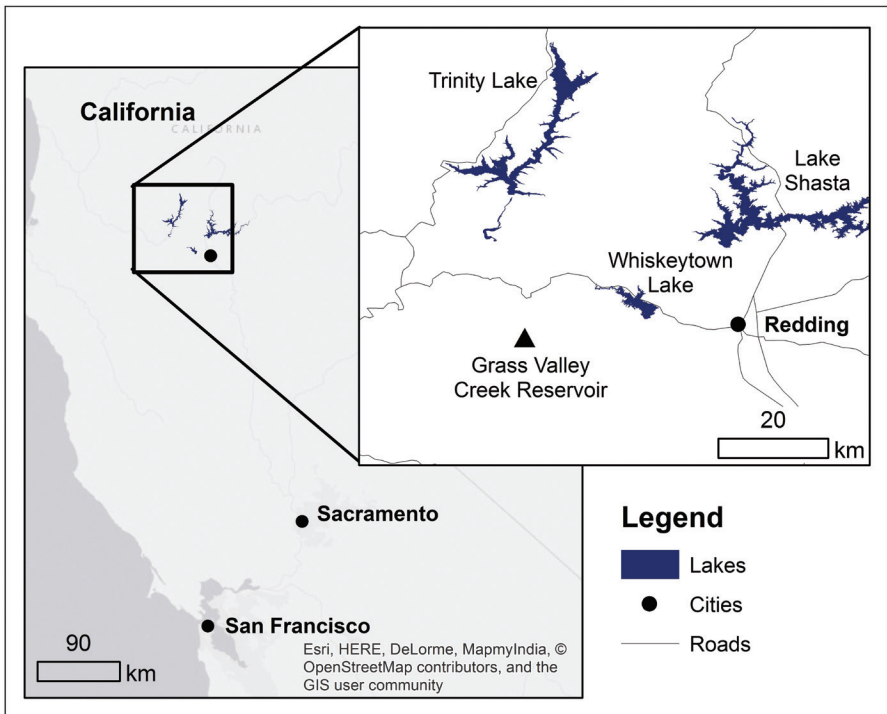 California
CALIFORNIA
Trinity Lake
Lake
Shasta
Whiskeytown
Lake
Redding
Grass Valley
Creek Reservoir
20
km
Sacramento
San Francisco
90
km
Esri, HERE, DeLorme, MapmyIndia, ©
OpenStreetMap contributors, and the
GIS user community
Legend
Lakes
Cities
Roads